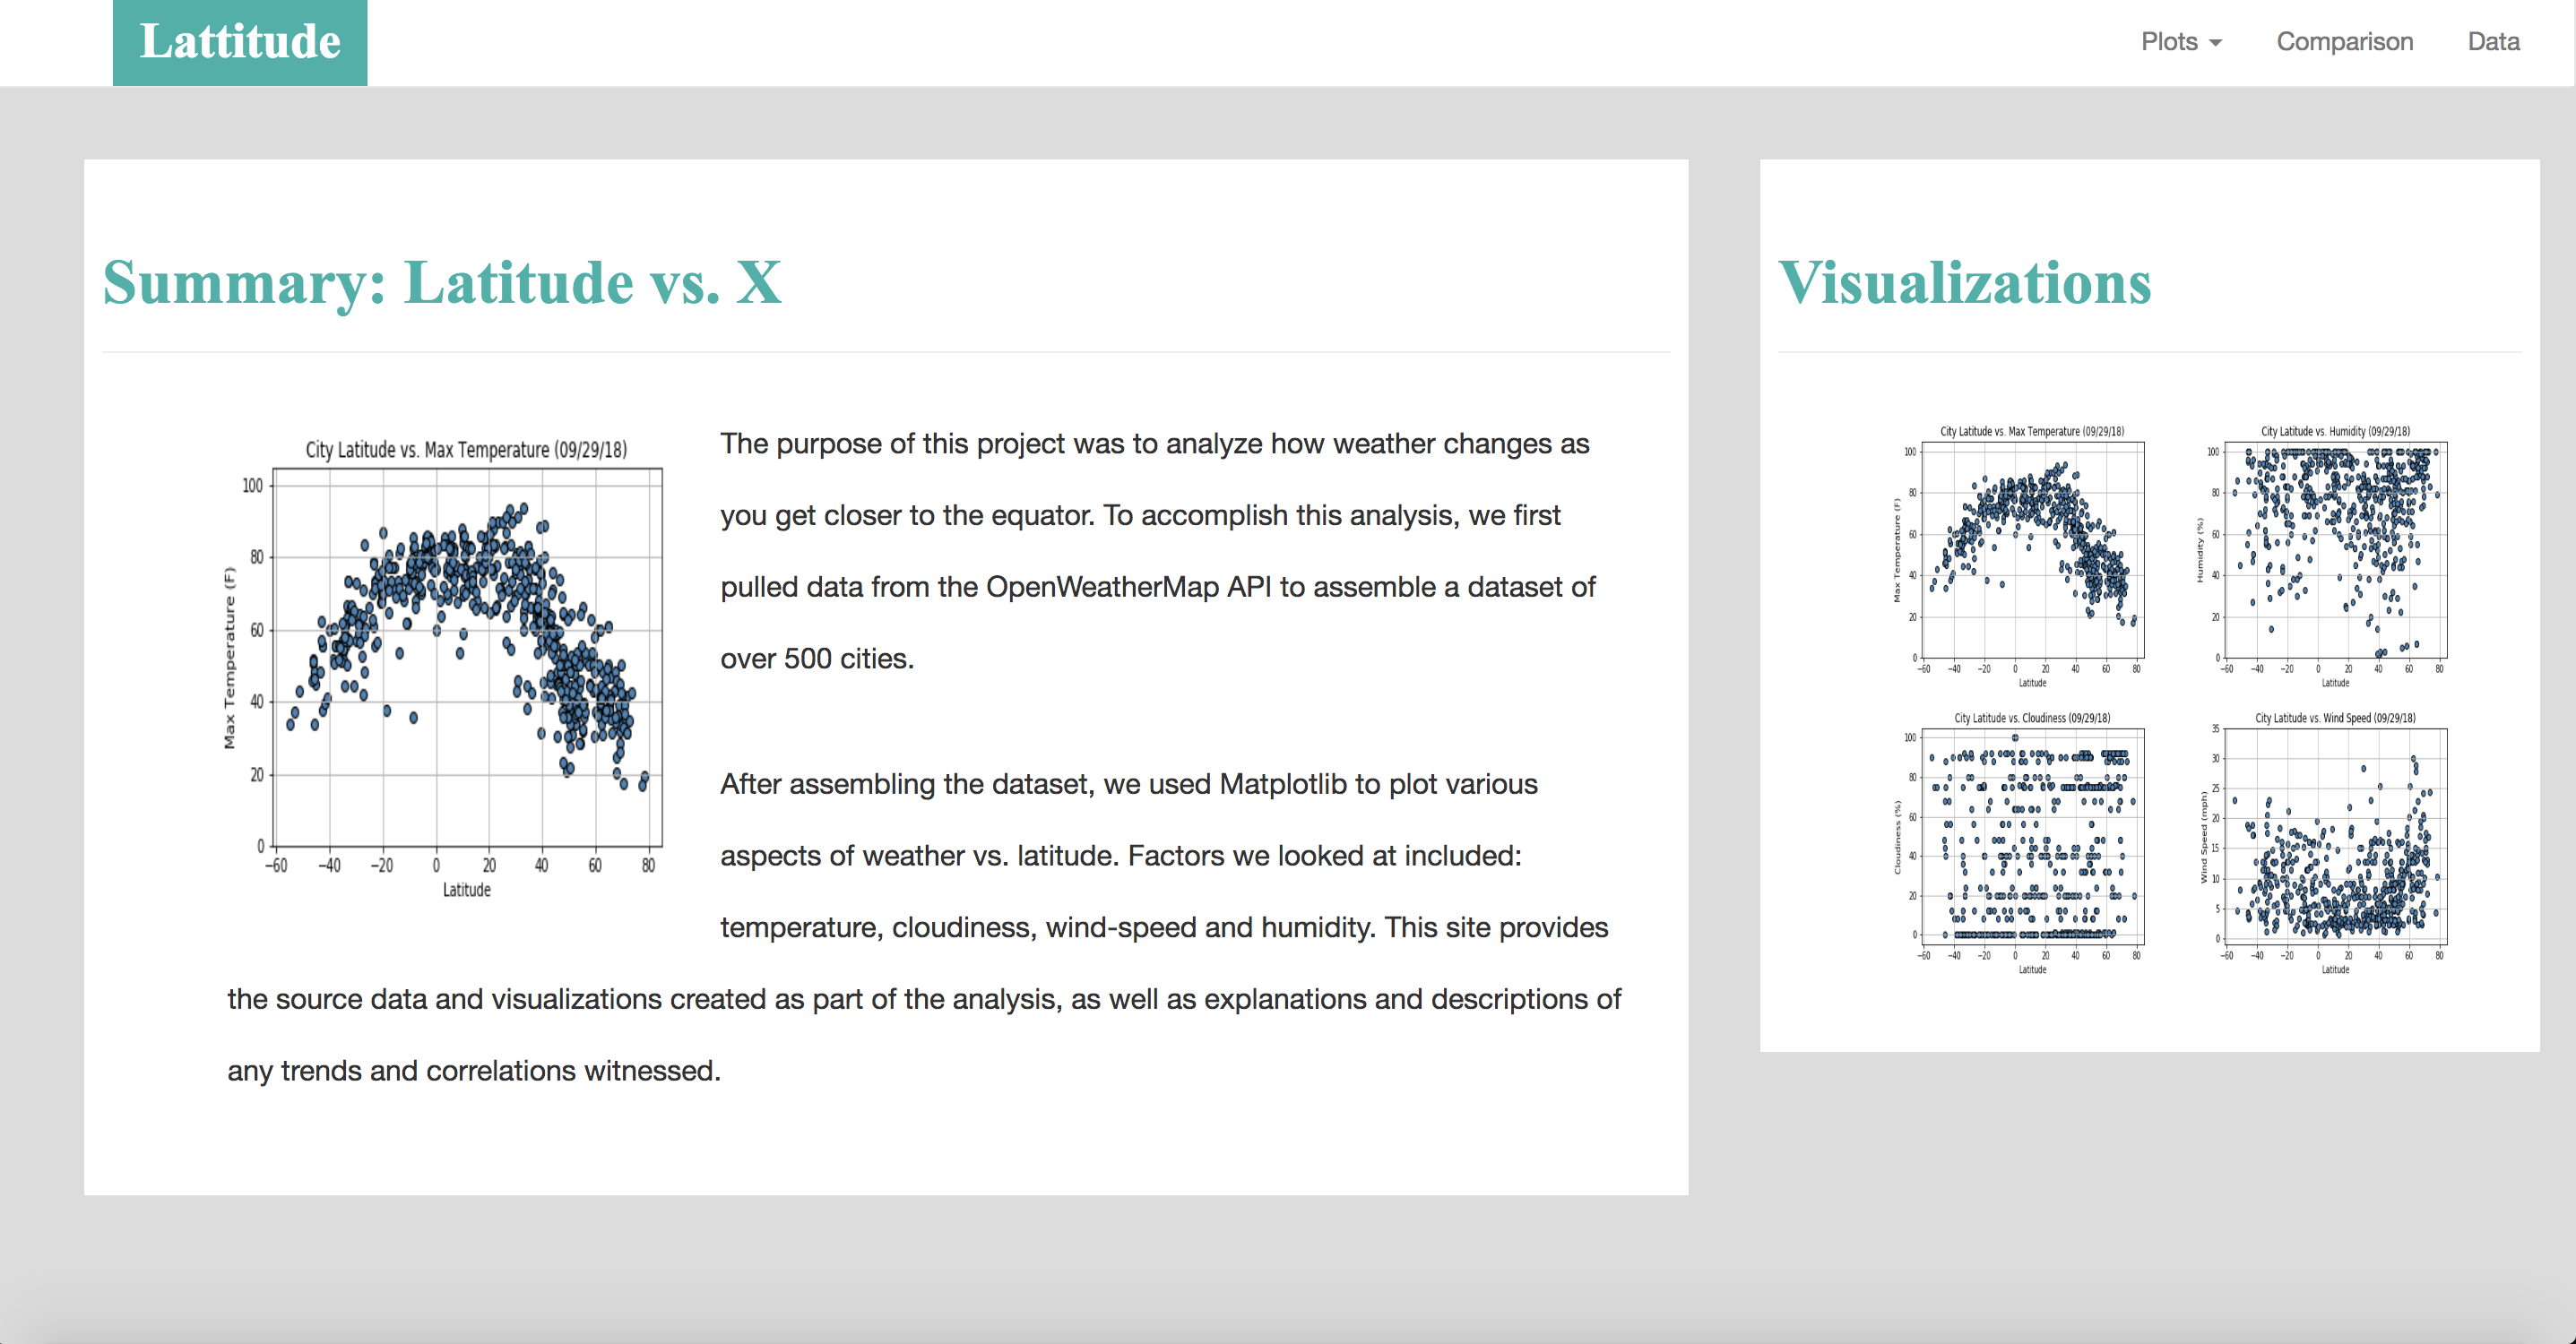 Lattitude
Plots
Comparison
Data
Summary: Latitude vs. X
City Latitude vs. Max Temperature (09/29/18)
Max Temperature (F)
100
80
60
40
20
0
−60 −40 −20 0 20 40 60 80
Latitude
The purpose of this project was to analyze how weather changes as
you get closer to the equator. To accomplish this analysis, we first
pulled data from the OpenWeatherMap API to assemble a dataset of
over 500 cities.
After assembling the dataset, we used Matplotlib to plot various
aspects of weather vs. latitude. Factors we looked at included:
temperature, cloudiness, wind-speed and humidity. This site provides
the source data and visualizations created as part of the analysis, as well as explanations and descriptions of
any trends and correlations witnessed.
Visualizations
City Latitude vs. Max Temperature (09/29/18)
Max Temperature (F)
100
80
60
40
20
0
−60 −40 −20 0 20 40 60 80
Latitude
City Latitude vs. Humidity (09/29/18)
Humidity (%)
100
80
60
40
20
0
−60 −40 −20 0 20 40 60 80
Latitude
City Latitude vs. Cloudiness (09/29/18)
Cloudiness (%)
100
80
60
40
20
0
−60 −40 −20 0 20 40 60 80
Latitude
City Latitude vs. Wind Speed (09/29/18)
Wind Speed (mph)
35
30
25
20
15
10
5
0
−60 −40 −20 0 20 40 60 80
Latitude